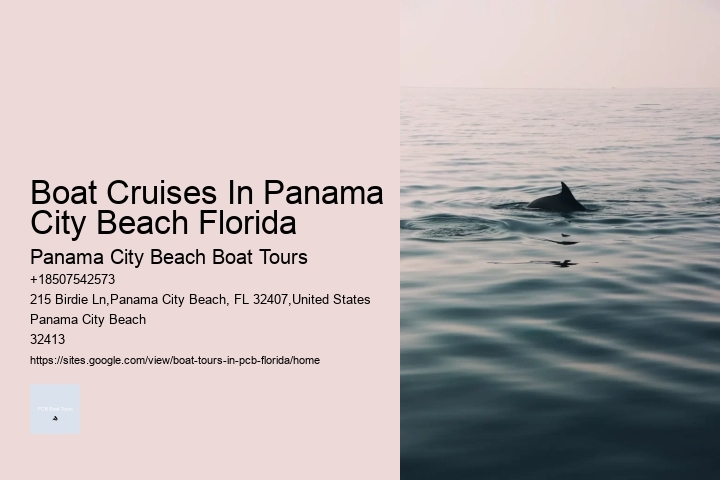 Boat Cruises In Panama
City Beach Florida
Panama City Beach Boat Tours
+18507542573
215 Birdie Ln,Panama City Beach, FL 32407,United States
Panama City Beach
32413
https://sites.google.com/view/boat-tours-in-pcb-florida/home